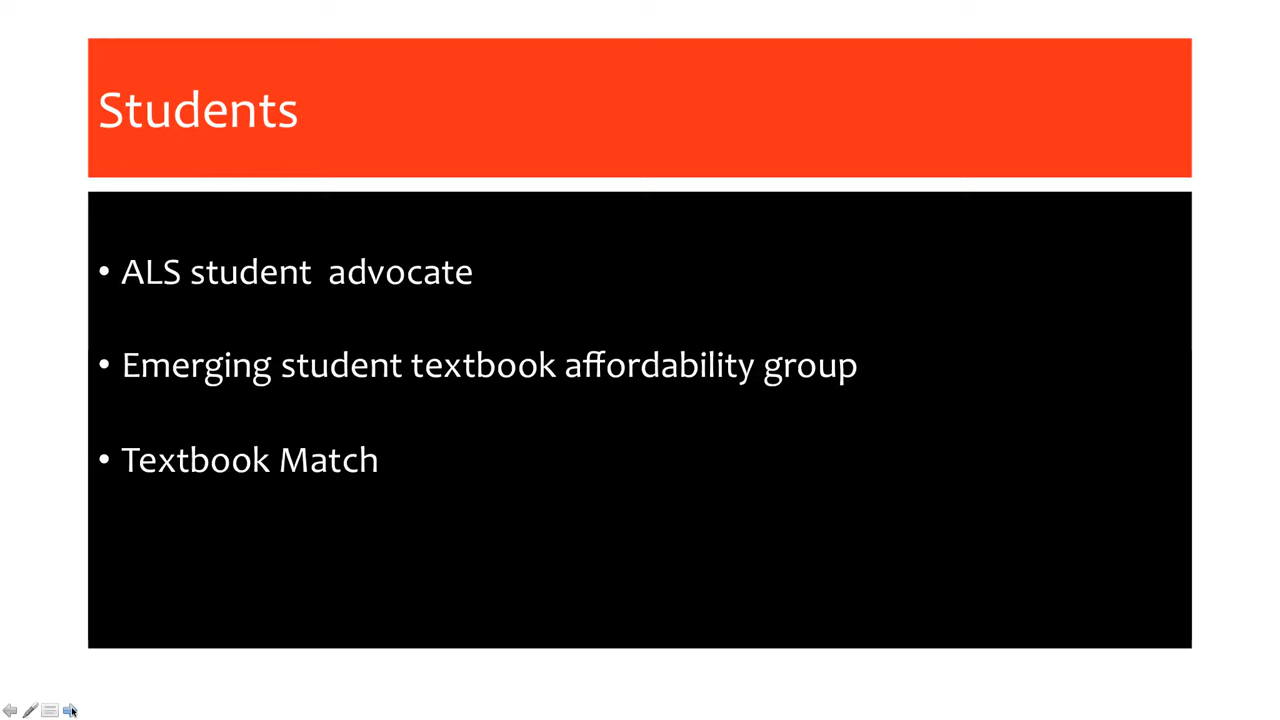 Students
• ALS student  advocate
• Emerging student textbook affordability group
• Textbook Match